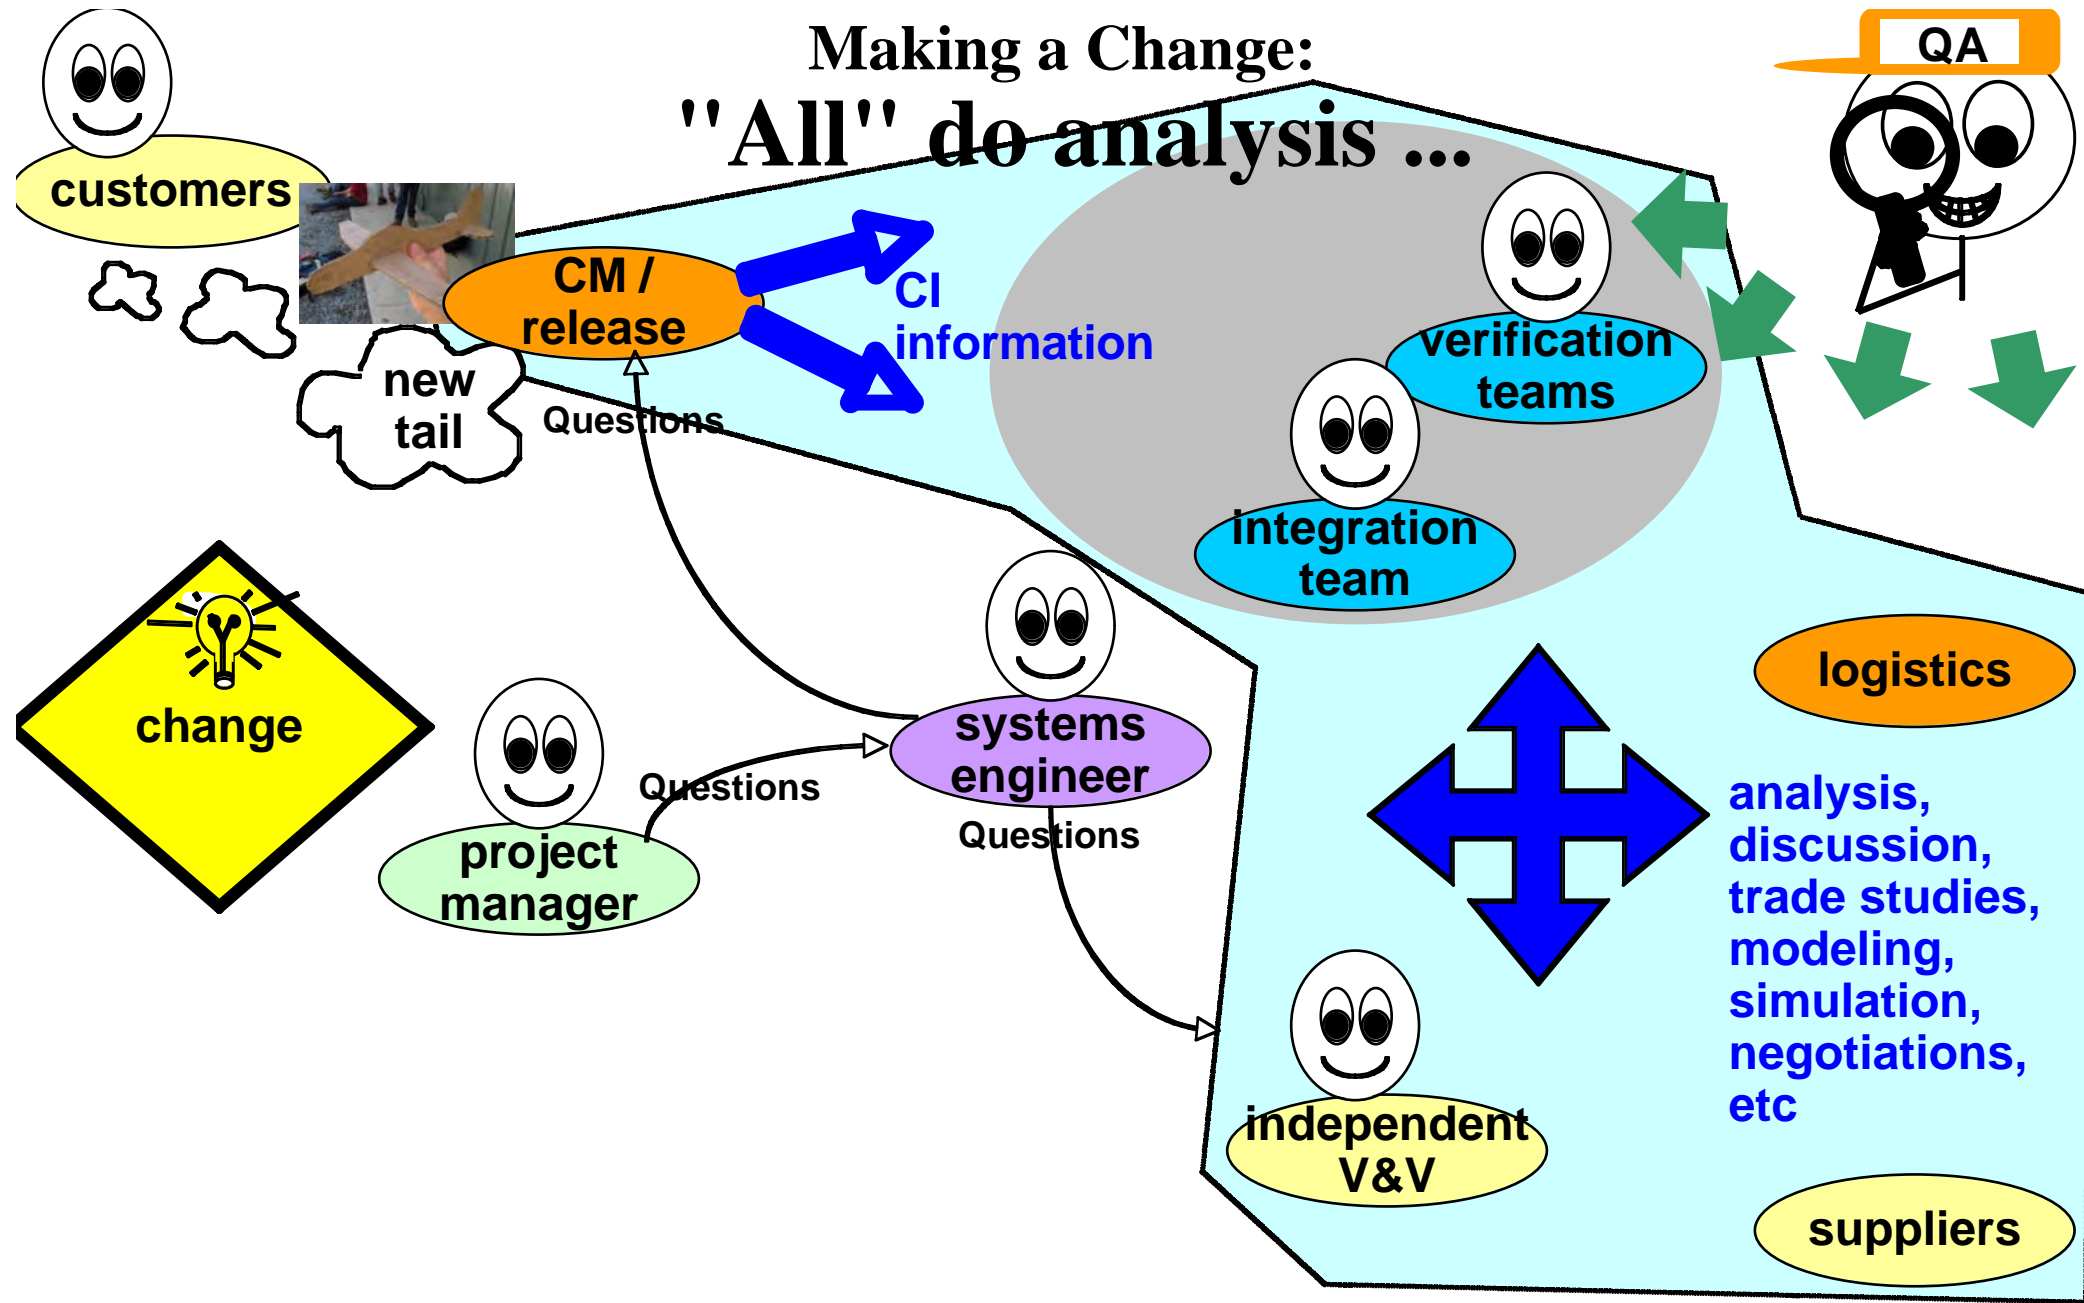 Making a Change:
"All" do analysis ...
QA
customers
CM /
release
CI
information
new
tail
Questions
verification
teams
integration
team
change
systems
engineer
Questions
project
manager
Questions
logistics
analysis,
discussion,
trade studies,
modeling,
simulation,
negotiations,
etc
independent
V&V
suppliers